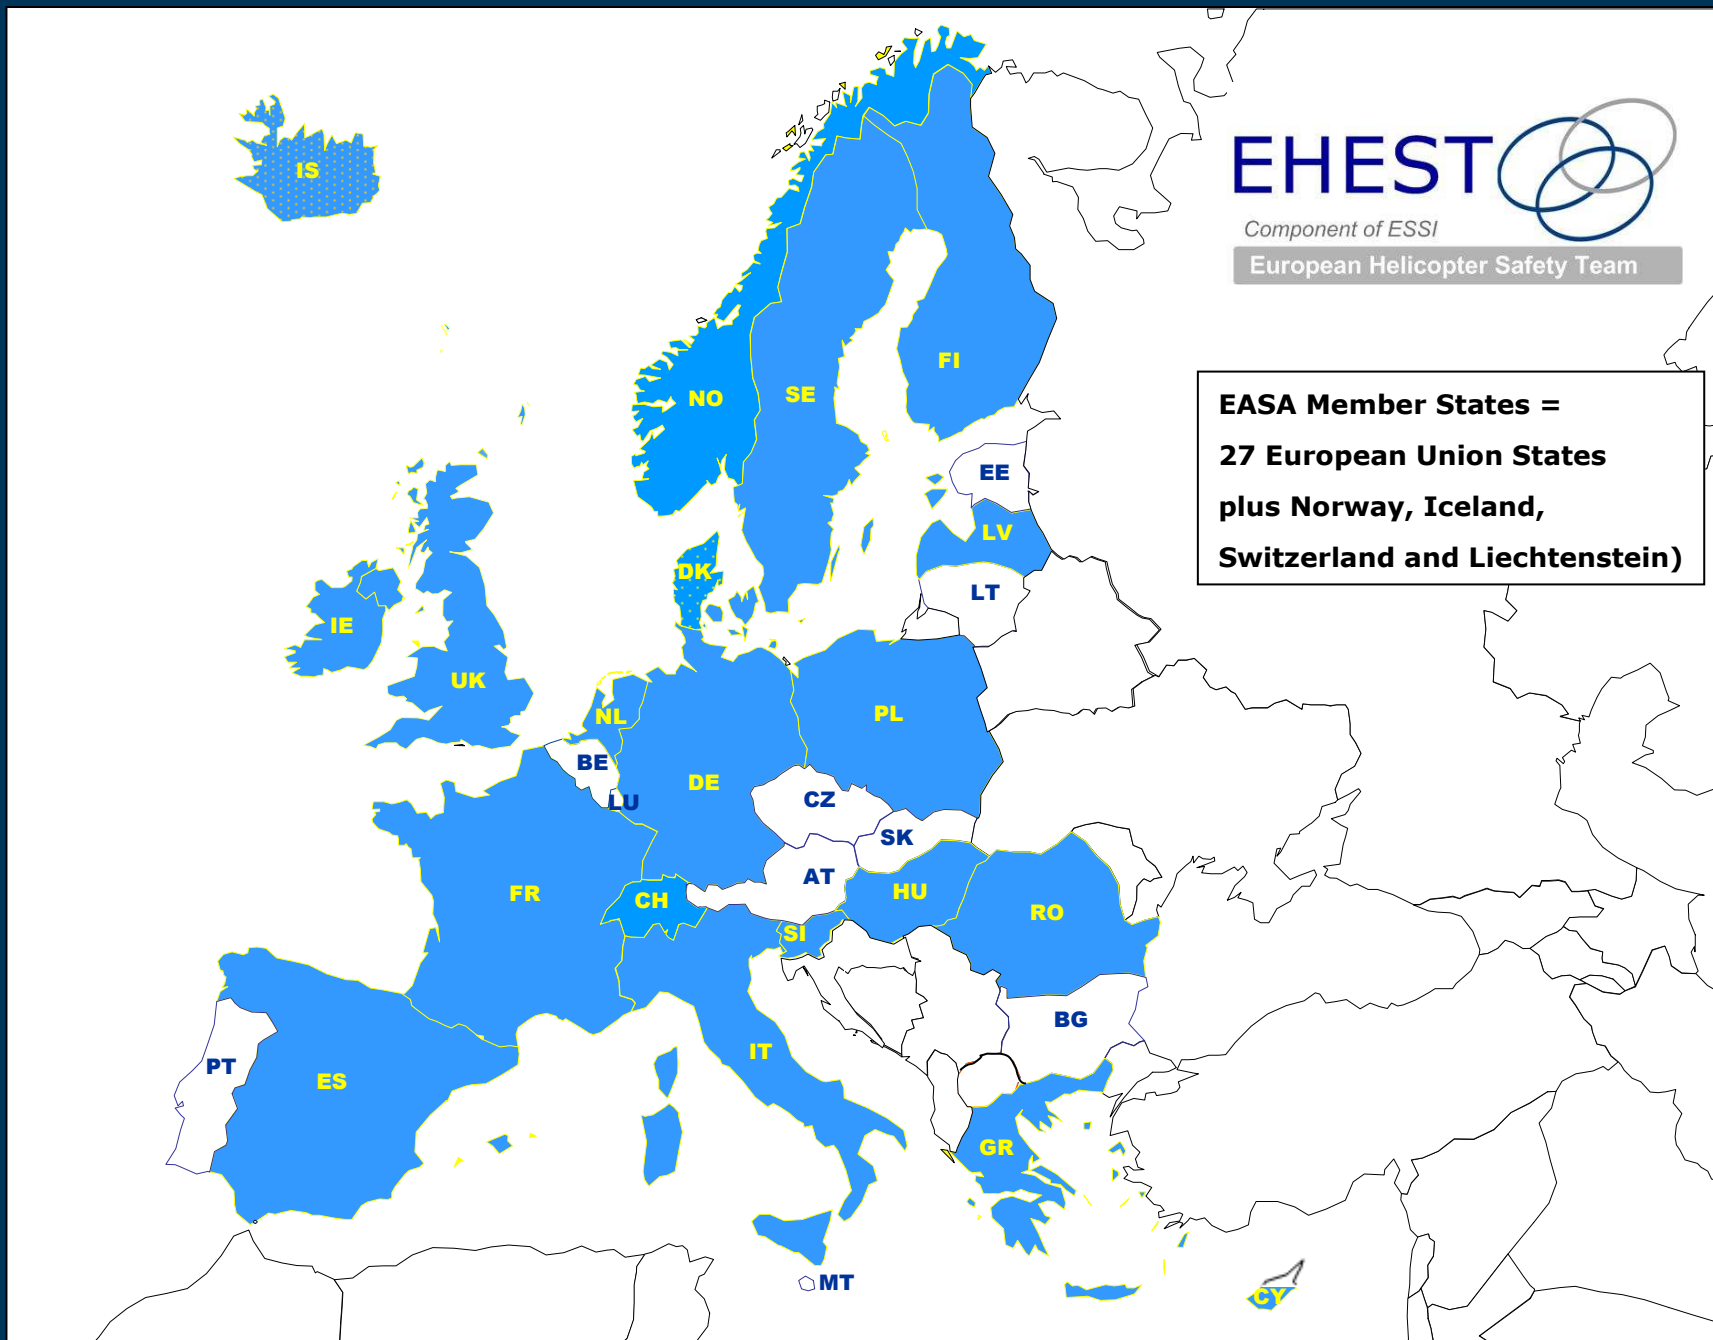 EHEST
Component of ESSI
European Helicopter Safety Team
EASA Member States =
27 European Union States
plus Norway, Iceland,
Switzerland and Liechtenstein)
IS
FI
NO
SE
EE
LV
DK
LT
IE
UK
NL
PL
BE
DE
LU
CZ
SK
AT
FR
CH
HU
RO
SI
BG
PT
IT
ES
GR
MT
CY